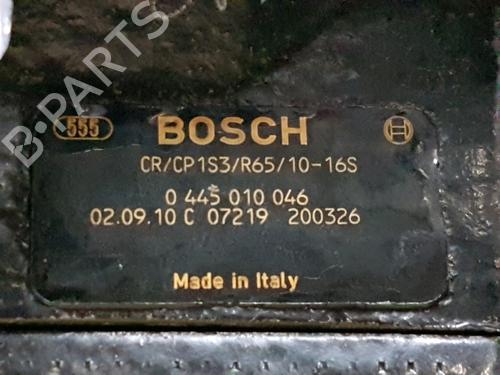 555 BOSCH
CR/CP1S3/R65/10-16S
0 445 010 046
02.09.10 C 07219 200326
Made in Italy
B-PARTS